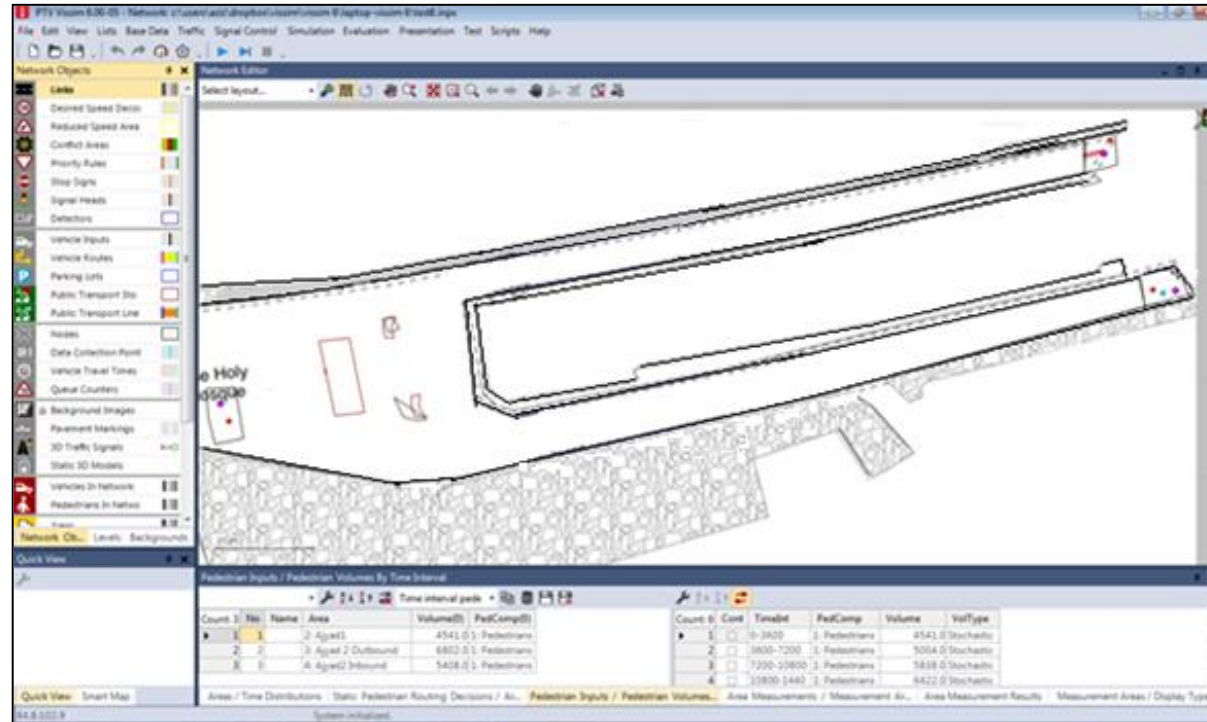 PTV Vissim 6.00-05 - Network: c:\users\aziz\dropbox\vissim\vissim 8\laptop-vissim 8\test8.inpx
File Edit View Lists Base Data Traffic Signal Control Simulation Evaluation Presentation Test Scripts Help
Network Objects
Network Editor
Select layout...
Links
Desired Speed Decisi
Reduced Speed Area
Conflict Areas
Priority Rules
Stop Signs
Signal Heads
Detectors
Vehicle Inputs
Vehicle Routes
Parking Lots
Public Transport Sto
Public Transport Line
Nodes
Data Collection Point
Vehicle Travel Times
Queue Counters
Background Images
Pavement Markings
3D Traffic Signals
Static 3D Models
Vehicles In Network
Pedestrians In Netwo
Network Ob... Levels Backgrounds
e Holy
osque
Quick View
Quick View Smart Map
Pedestrian Inputs / Pedestrian Volumes By Time Interval
Time interval pede
Count: 3 No Name Area Volume(0) PedComp(0)
1 1 2: Ajyad1 4541.0 1: Pedestrians
2 2 3: Ajyad 2 Outbound 6802.0 1: Pedestrians
3 3 4: Ajyad2 Inbound 5408.0 1: Pedestrians
Count: 6 Cont TimeInt PedComp Volume VolType
1 0-3600 1: Pedestrians 4541.0 Stochastic
2 3600-7200 1: Pedestrians 5004.0 Stochastic
3 7200-10800 1: Pedestrians 5838.0 Stochastic
4 10800-1440 1: Pedestrians 6422.0 Stochastic
Areas / Time Distributions Static Pedestrian Routing Decisions / Ar... Pedestrian Inputs / Pedestrian Volumes... Area Measurements / Measurement Ar... Area Measurement Results Measurement Areas / Display Type
System initialized.